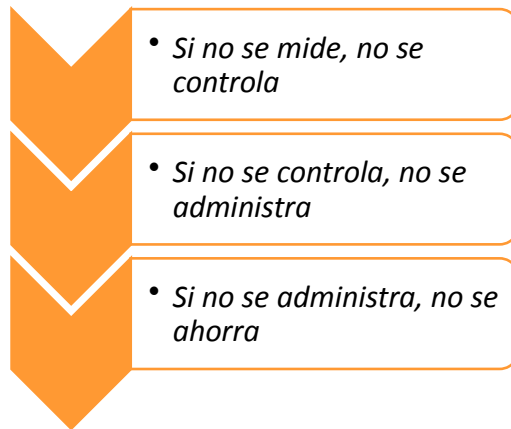 • Si no se mide, no se
controla
• Si no se controla, no se
administra
• Si no se administra, no se
ahorra